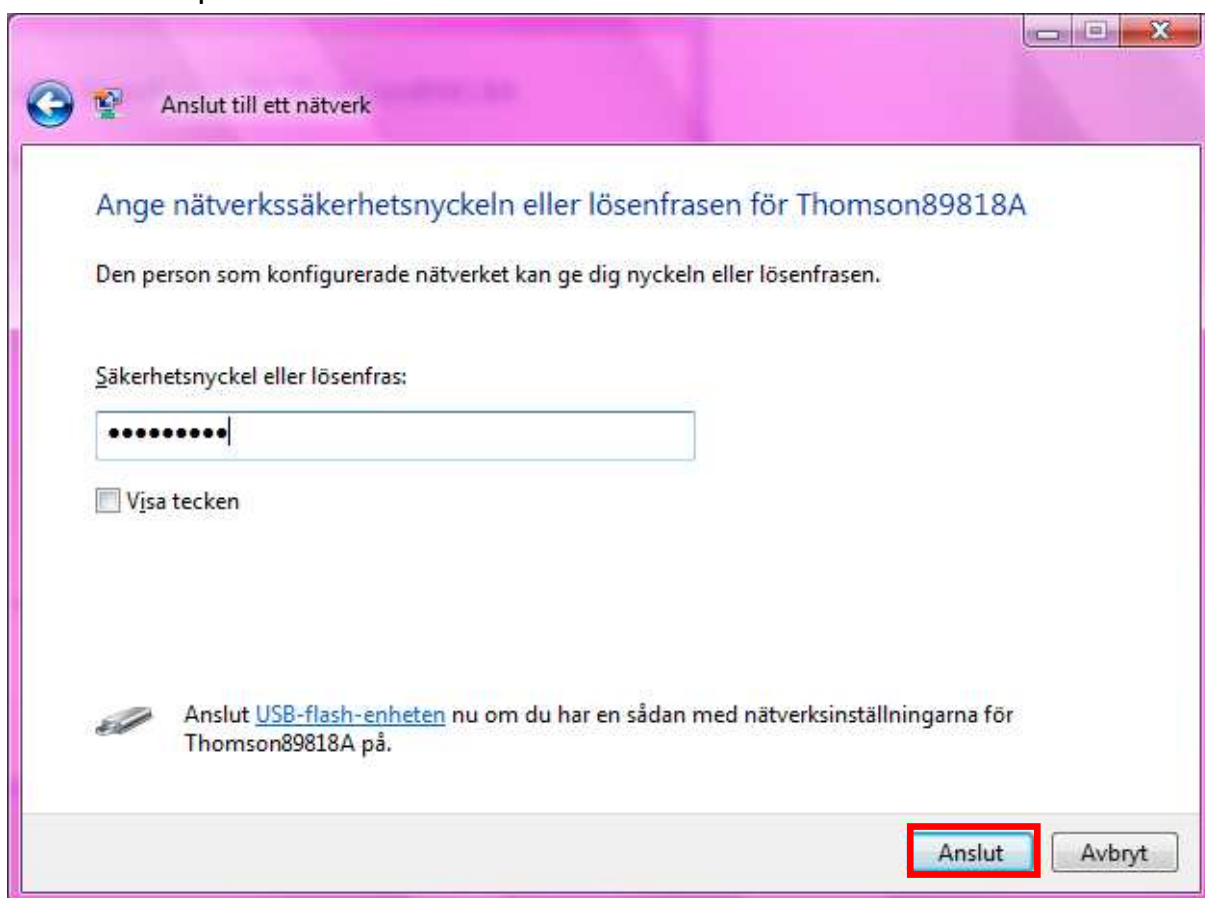 Anslut till ett nätverk
Ange nätverkssäkerhetsnyckeln eller lösenfrasen för Thomson89818A
Den person som konfigurerade nätverket kan ge dig nyckeln eller lösenfrasen.
Säkerhetsnyckel eller lösenfras:
●●●●●●●●●
Visa tecken
Anslut USB-flash-enheten nu om du har en sådan med nätverksinställningarna för
Thomson89818A på.
Anslut Avbryt